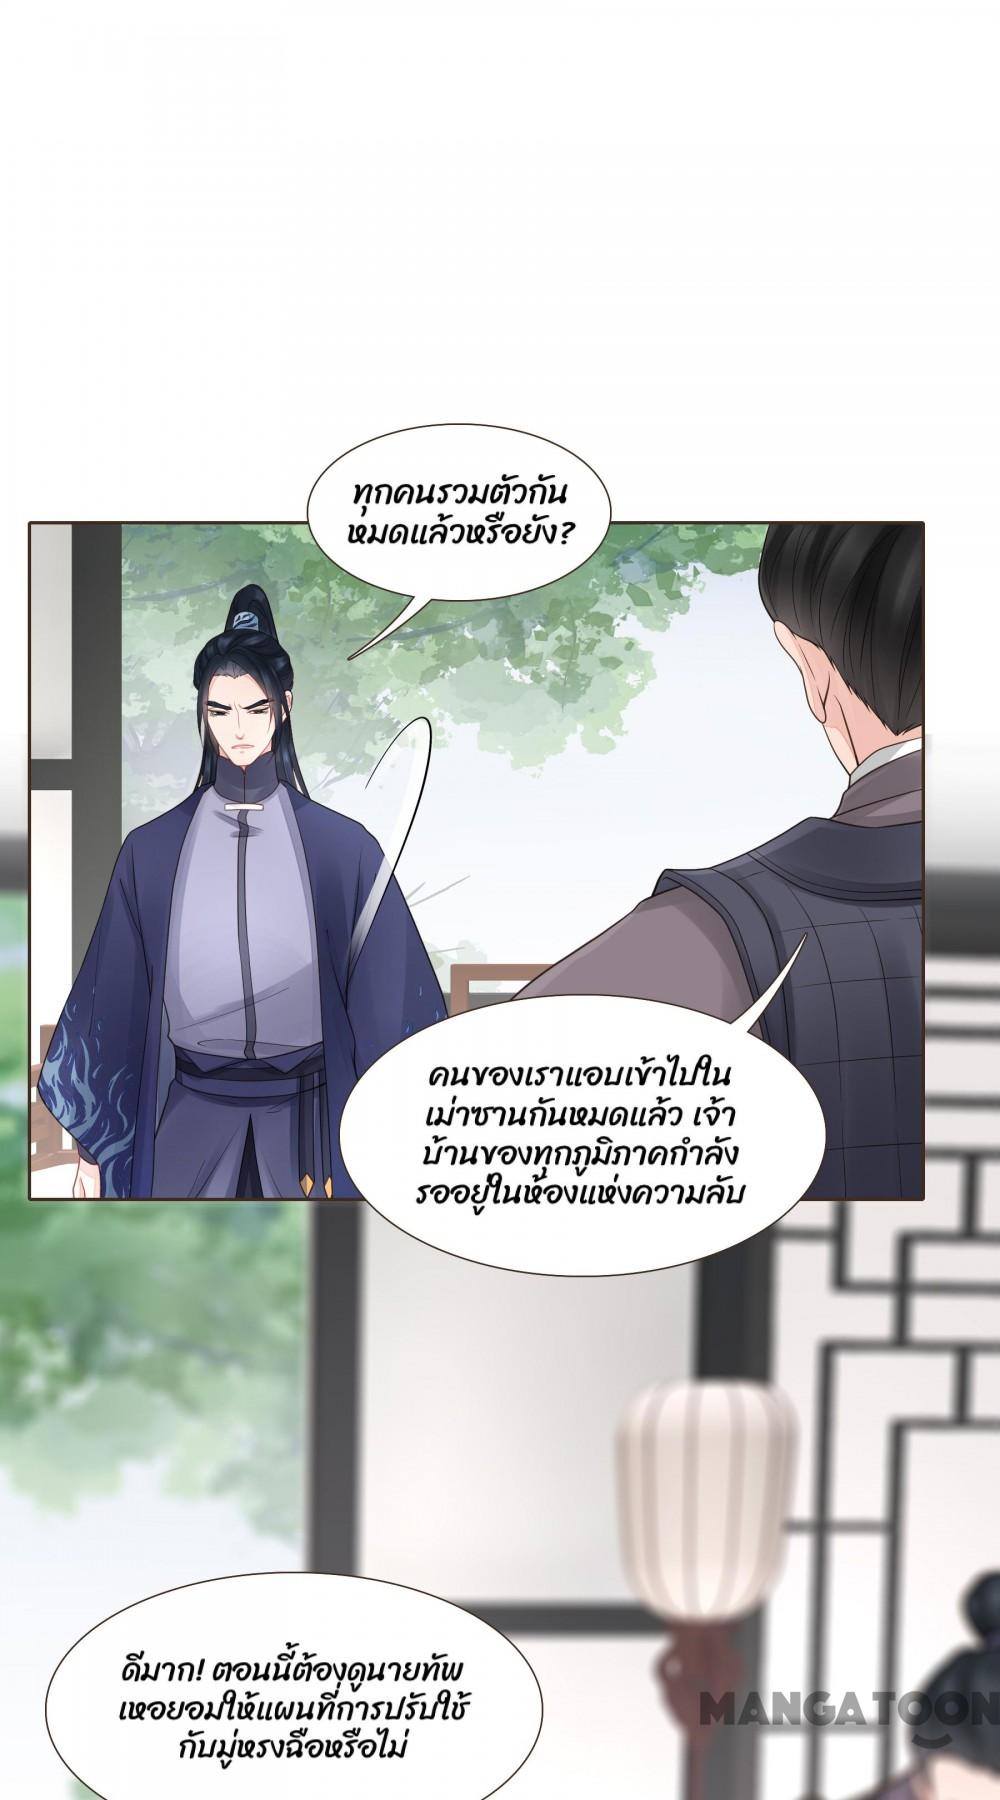 ทุกคนรวมตัวกัน
หมดแล้วหรือยัง?
คนของเราแอบเข้าไปใน
เม่าซานกันหมดแล้ว เจ้า
บ้านของทุกภูมิภาคกำลัง
รออยู่ในห้องแห่งความลับ
ดีมาก! ตอนนี้ต้องดูนายทัพ
เหอยอมให้แผนที่การปรับใช้
กับมู่หรงฉือหรือไม่
MANGATOON